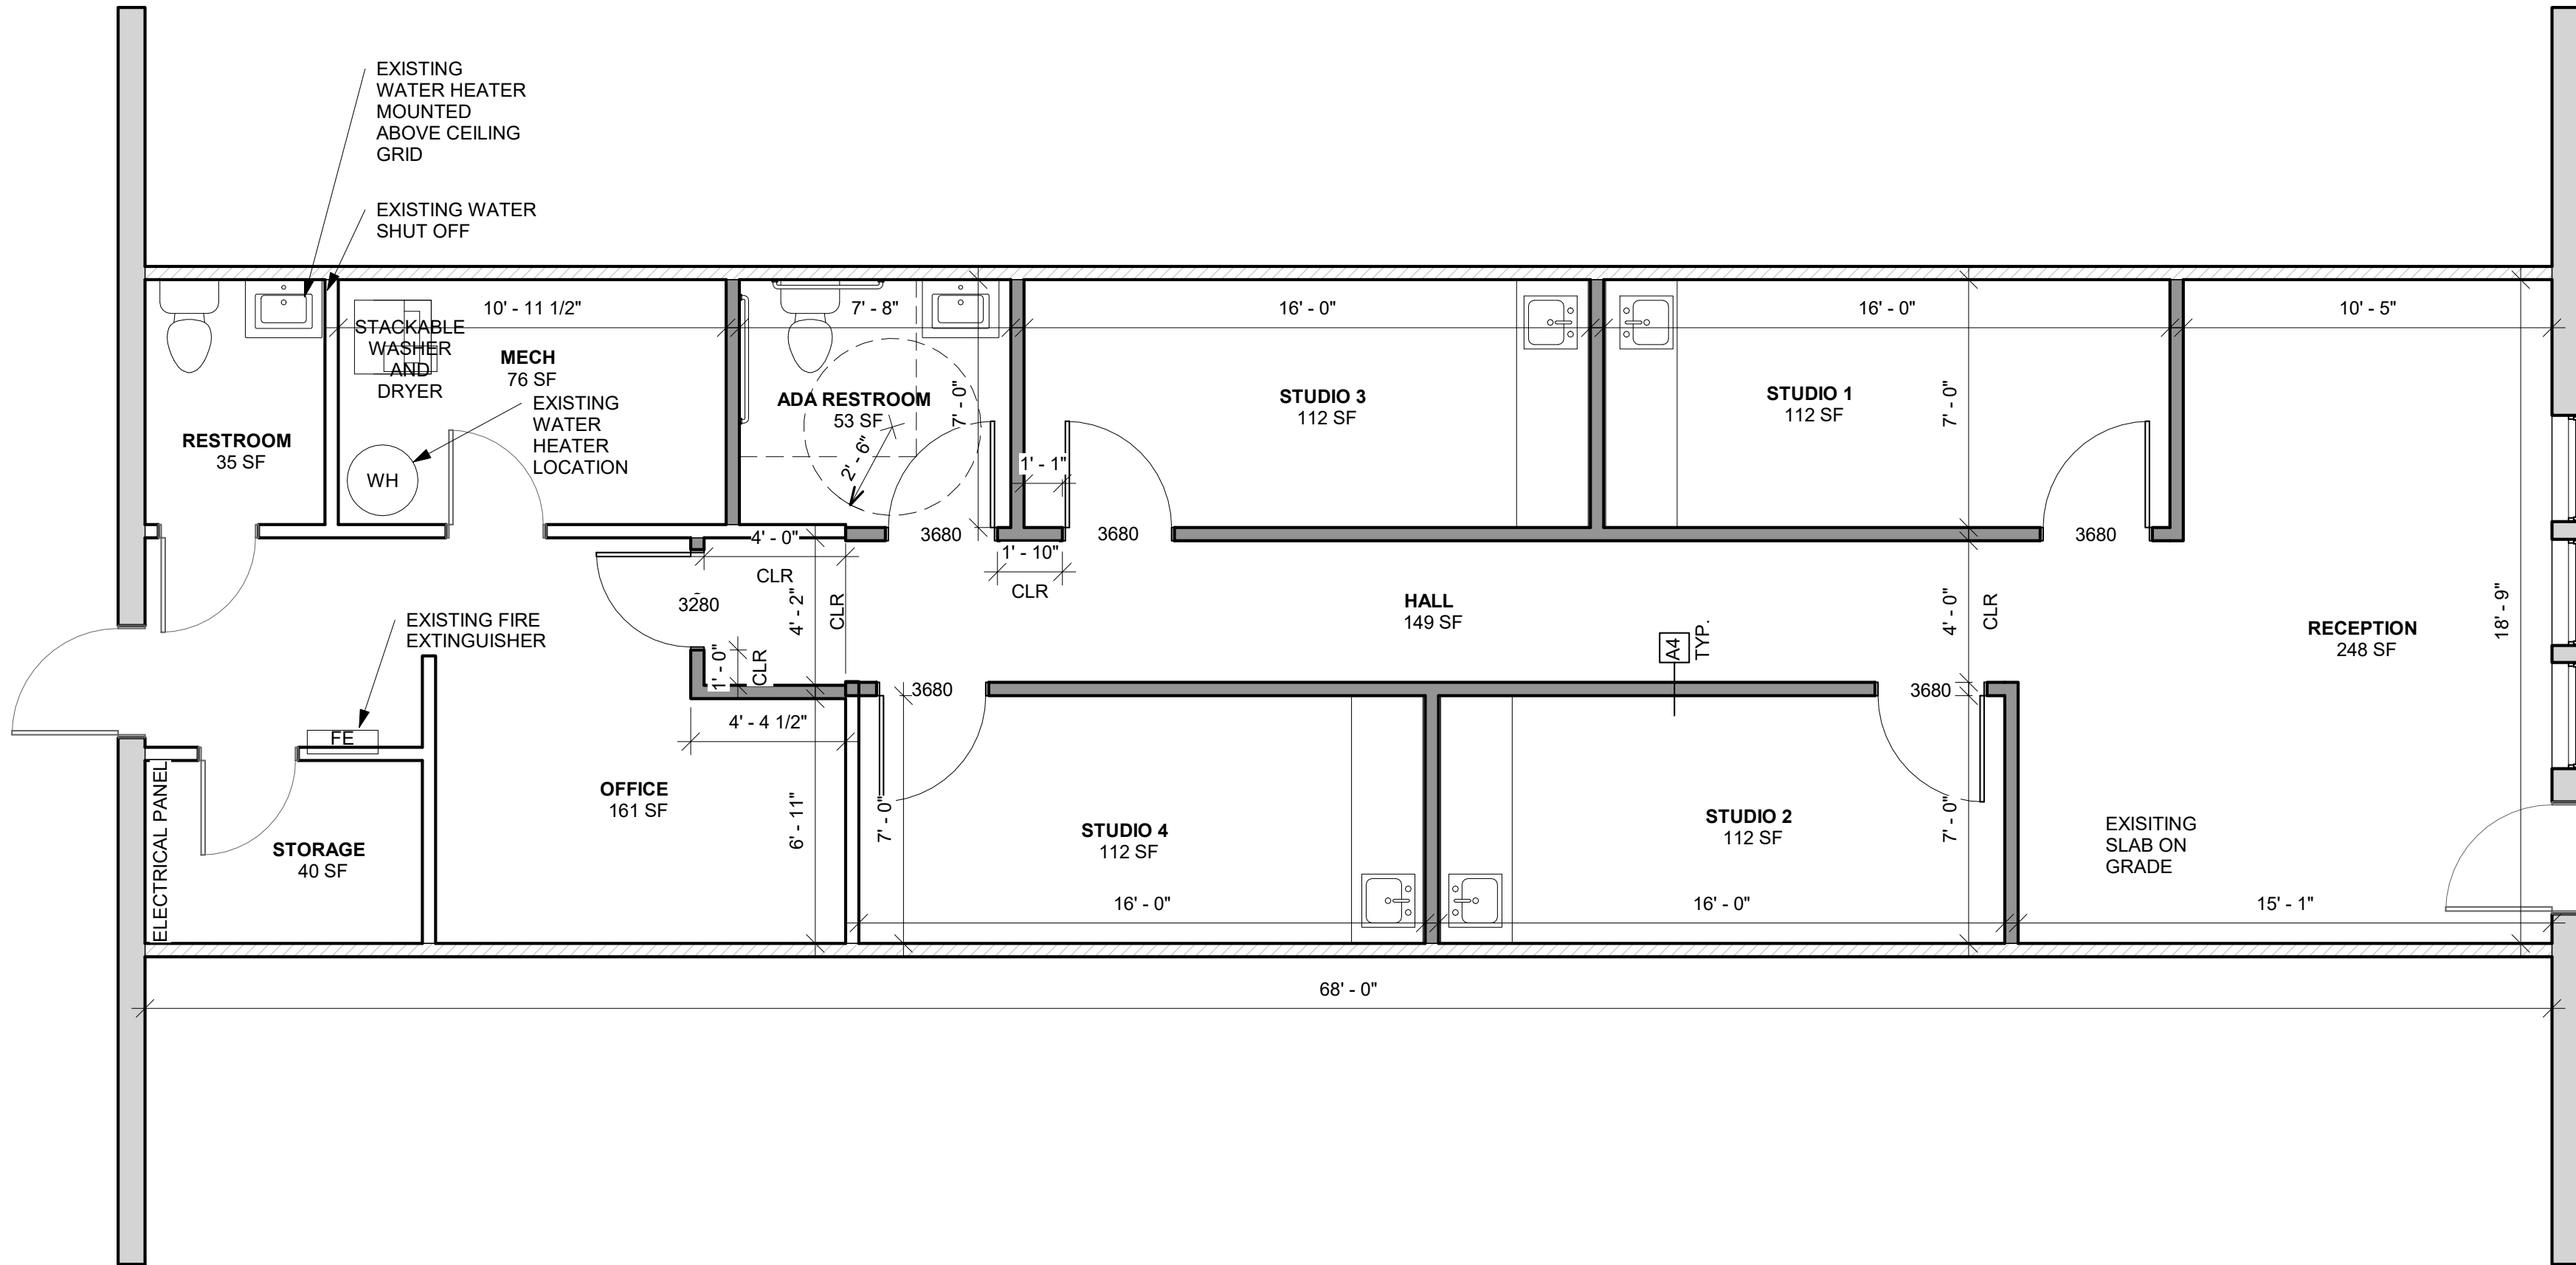 EXISTING
WATER HEATER
MOUNTED
ABOVE CEILING
GRID
EXISTING WATER
SHUT OFF
10' - 11 1/2"
7' - 8"
16' - 0"
16' - 0"
10' - 5"
STACKABLE
WASHER
AND
DRYER
MECH
76 SF
EXISTING
WATER
HEATER
LOCATION
WH
RESTROOM
35 SF
ADA RESTROOM
53 SF
2' - 6"
7' - 0"
STUDIO 3
112 SF
1' - 1"
STUDIO 1
112 SF
7' - 0"
3680
3680
3680
4' - 0"
CLR
1' - 10"
CLR
3280
4' - 2"
CLR
1' - 0"
CLR
HALL
149 SF
A4
TYP.
4' - 0"
CLR
RECEPTION
248 SF
18' - 9"
EXISTING FIRE
EXTINGUISHER
FE
3680
3680
4' - 4 1/2"
OFFICE
161 SF
6' - 11"
7' - 0"
STUDIO 4
112 SF
STUDIO 2
112 SF
7' - 0"
EXISITING
SLAB ON
GRADE
ELECTRICAL PANEL
STORAGE
40 SF
16' - 0"
16' - 0"
15' - 1"
68' - 0"